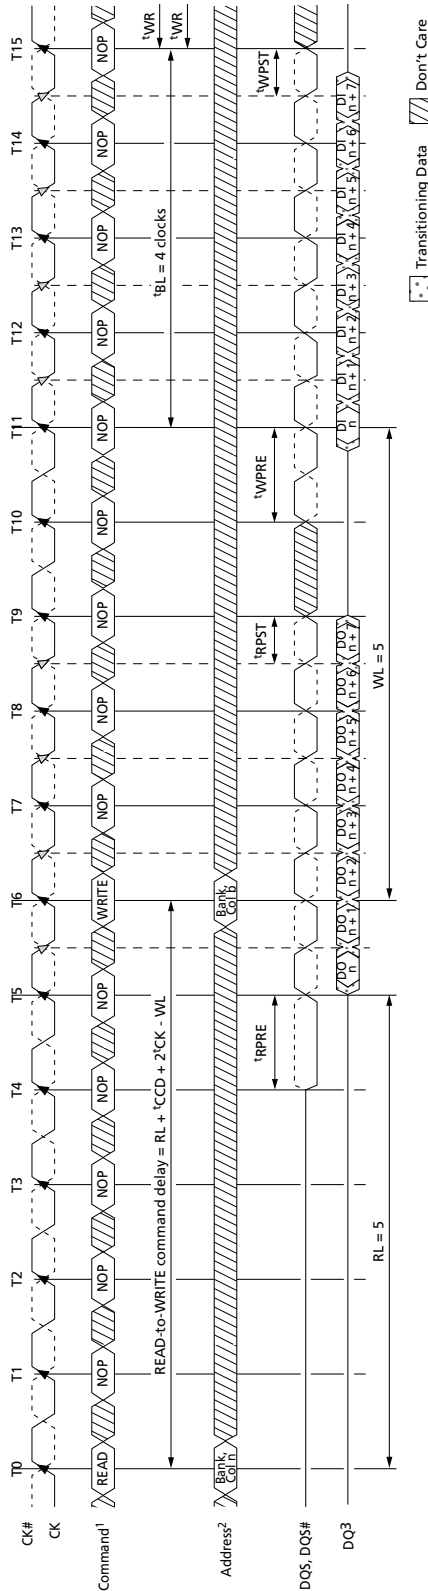 T0 T1 T2 T3 T4 T5 T6 T7 T8 T9 T10 T11 T12 T13 T14 T15
CK#
CK
Command1 READ NOP NOP NOP NOP NOP WRITE NOP NOP NOP NOP NOP NOP NOP NOP NOP
READ-to-WRITE command delay = RL + tCCD + 2tCK - WL
tBL = 4 clocks
tWR
tWR
Address2
Bank,
Col n
Bank,
Col b
tRPRE
tRPST
tWPRE
tWPST
DQS, DQS#
DQ3
DO
n
DO
n + 1
DO
n + 2
DO
n + 3
DO
n + 4
DO
n + 5
DO
n + 6
DO
n + 7
DI
n
DI
n + 1
DI
n + 2
DI
n + 3
DI
n + 4
DI
n + 5
DI
n + 6
DI
n + 7
RL = 5
WL = 5
Transitioning Data
Don't Care